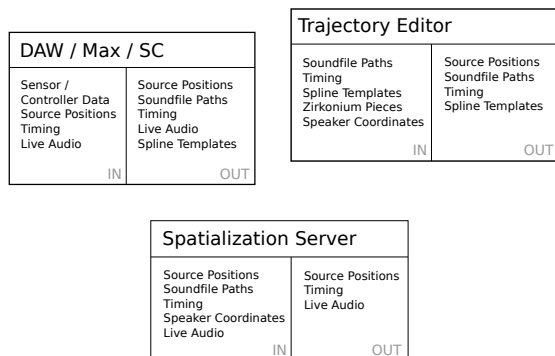 DAW / Max / SC
Sensor /
Controller Data
Source Positions
Timing
Live Audio
IN
Source Positions
Soundfile Paths
Timing
Live Audio
Spline Templates
OUT
Trajectory Editor
Soundfile Paths
Timing
Spline Templates
Zirkonium Pieces
Speaker Coordinates
IN
Source Positions
Soundfile Paths
Timing
Spline Templates
OUT
Spatialization Server
Source Positions
Soundfile Paths
Timing
Speaker Coordinates
Live Audio
IN
Source Positions
Timing
Live Audio
OUT